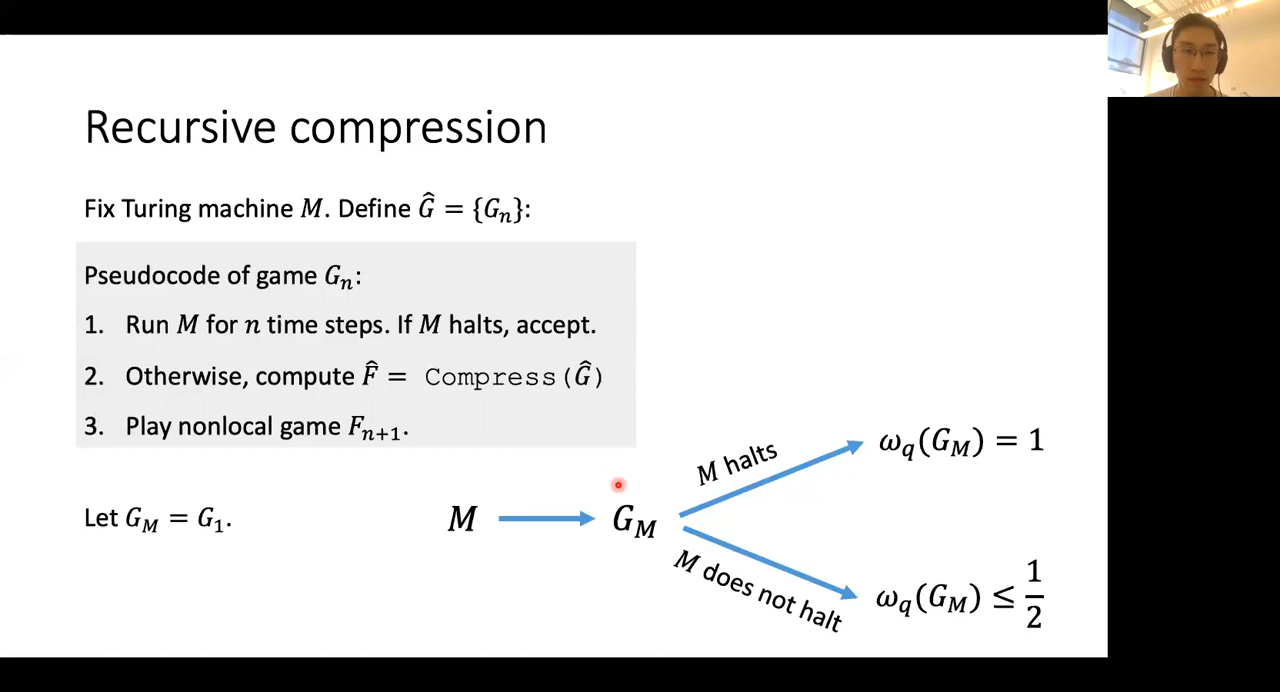 Recursive compression
Fix Turing machine M. Define Ĝ = {Gₙ}:
Pseudocode of game Gₙ:
1. Run M for n time steps. If M halts, accept.
2. Otherwise, compute F̂ = Compress(Ĝ)
3. Play nonlocal game Fₙ₊₁.
Let G_M = G₁.
M
G_M
M halts
ω_q(G_M) = 1
M does not halt
ω_q(G_M) ≤ 1/2